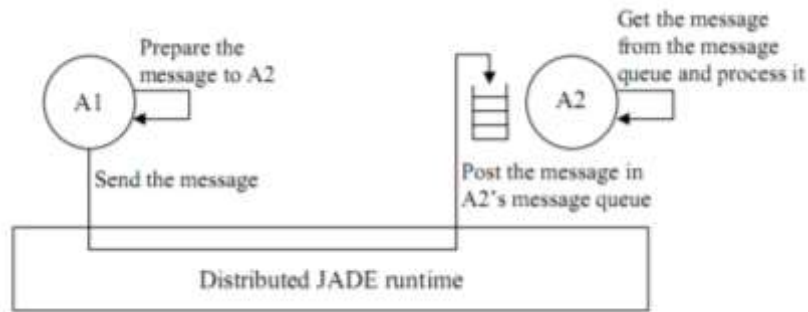 Prepare the
message to A2
A1
Send the message
Get the message
from the message
queue and process it
A2
Post the message in
A2's message queue
Distributed JADE runtime